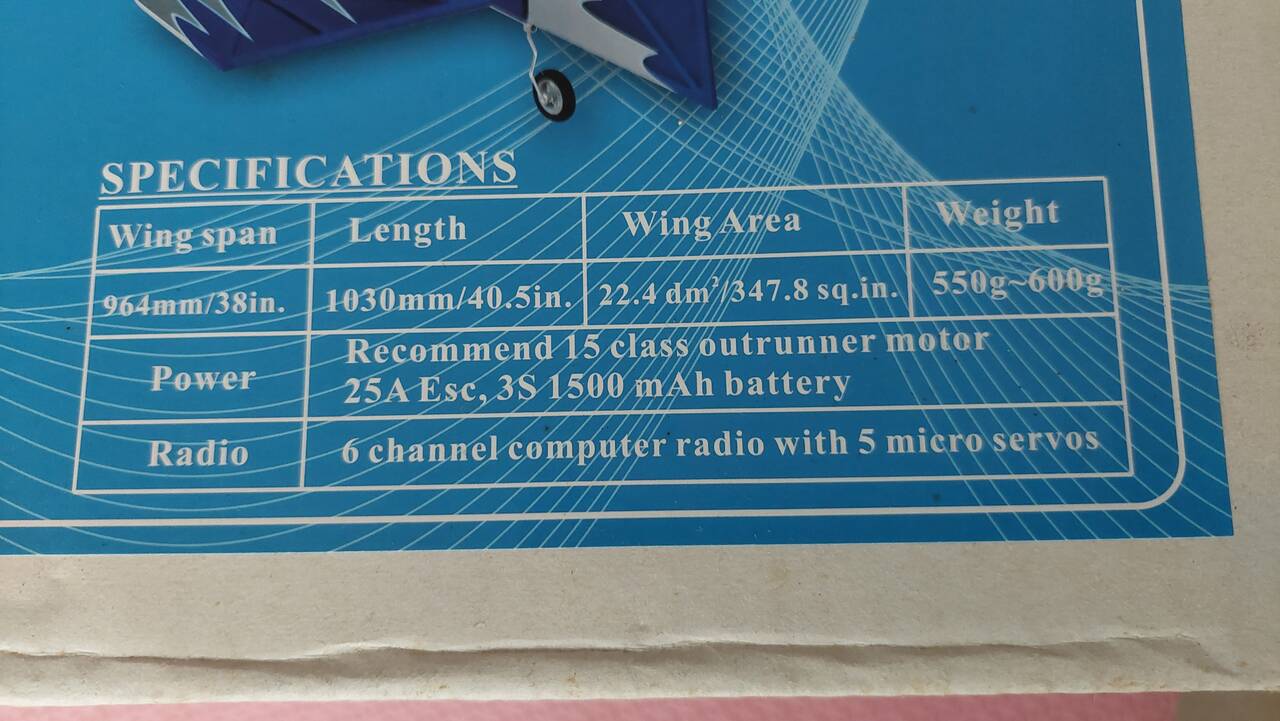 SPECIFICATIONS
Wing span Length Wing Area Weight
964mm/38in. 1030mm/40.5in. 22.4 dm²/347.8 sq.in. 550g~600g
Power Recommend 15 class outrunner motor
25A Esc, 3S 1500 mAh battery
Radio 6 channel computer radio with 5 micro servos